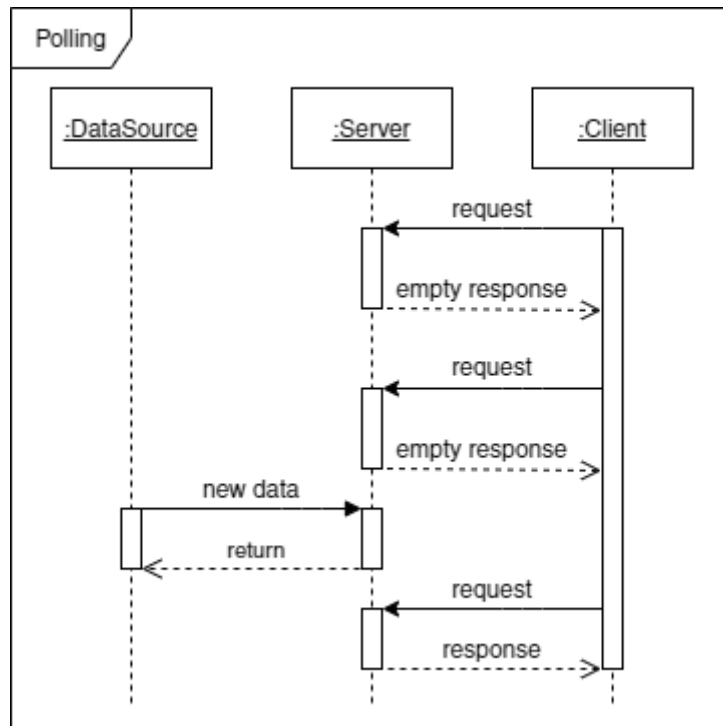 Polling
:DataSource
:Server
:Client
request
empty response
request
empty response
new data
return
request
response